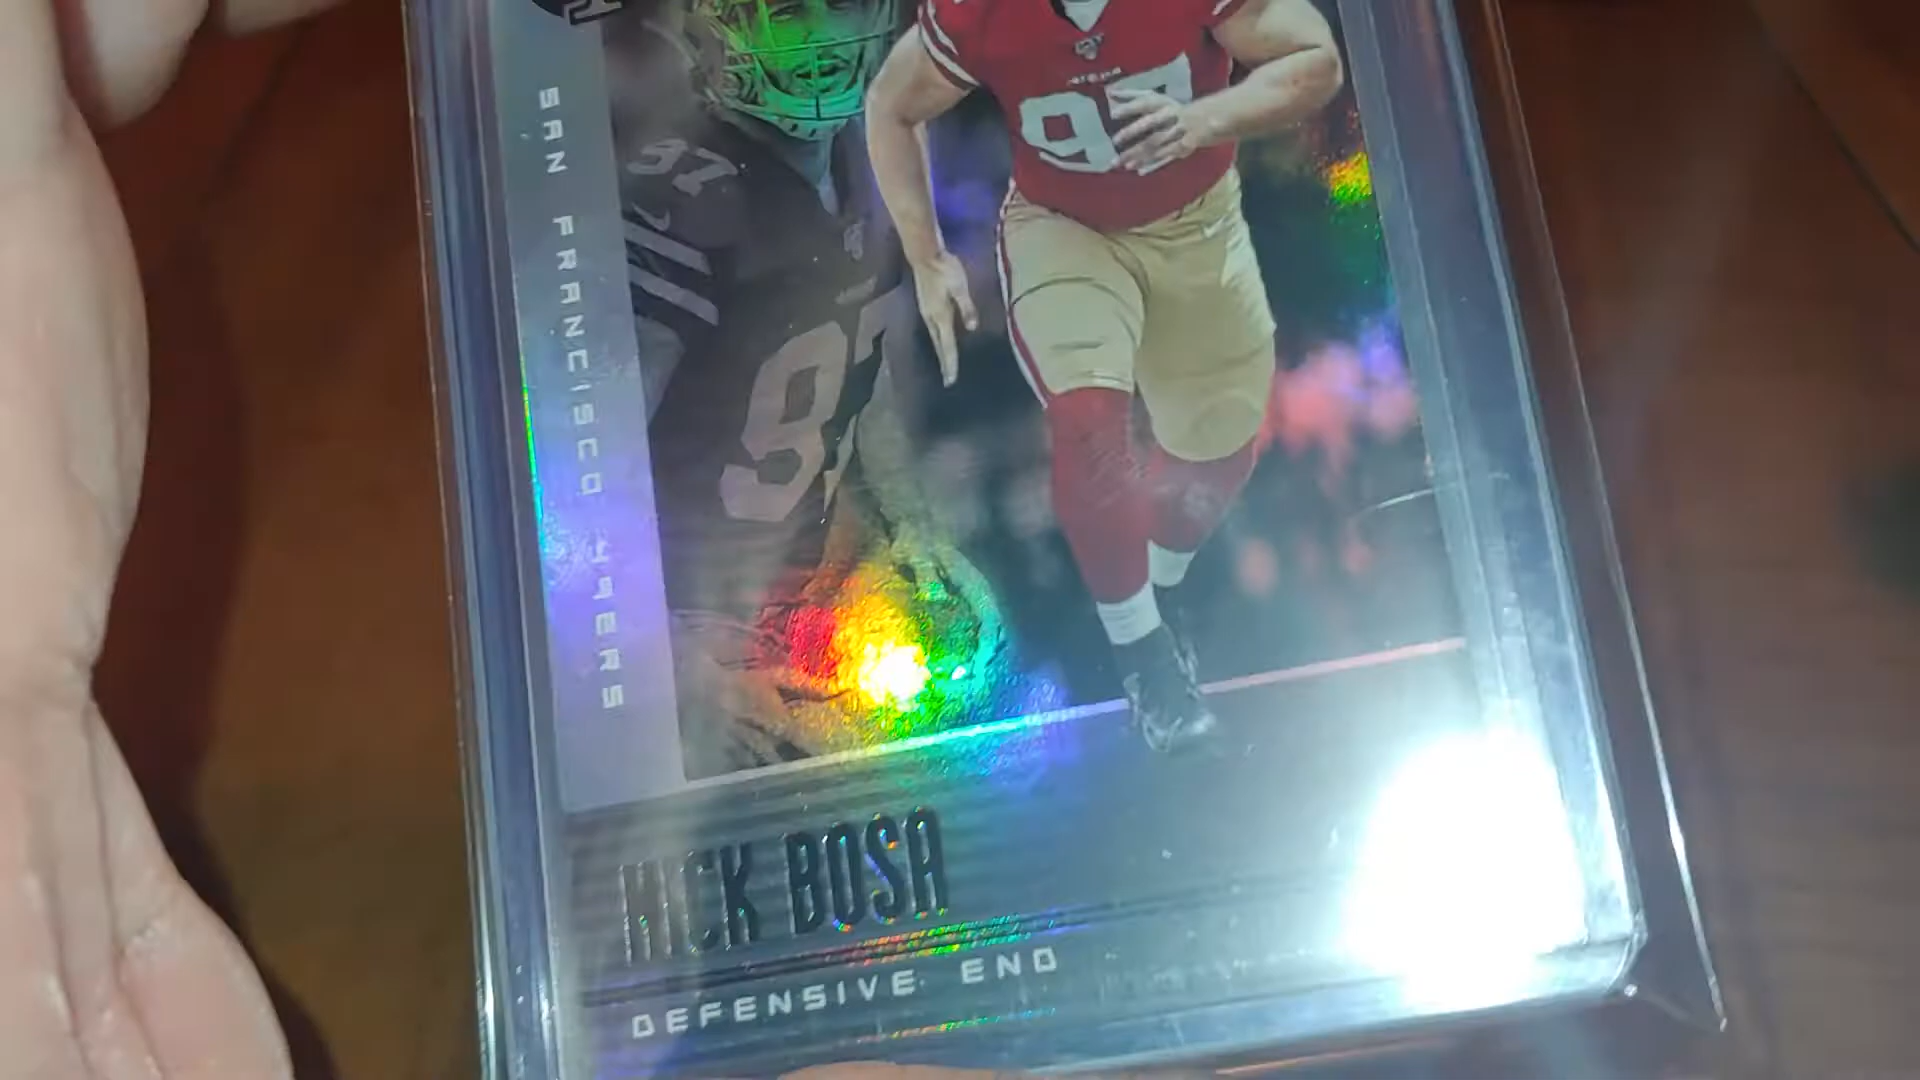 SAN FRANCISCO 49ERS
97
97
97
NICK BOSA
DEFENSIVE END